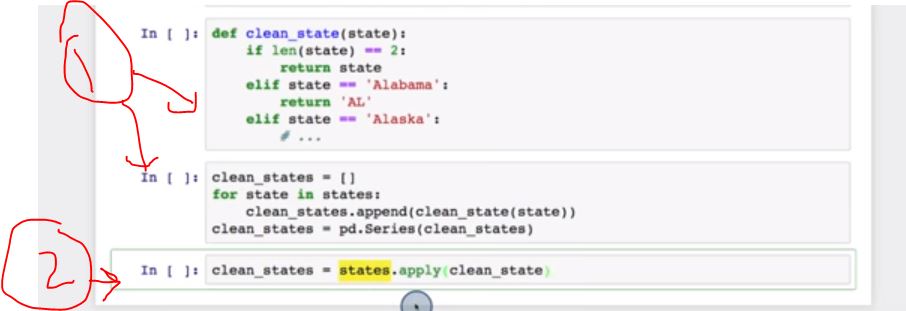 1
In [ ]: def clean_state(state):
    if len(state) == 2:
        return state
    elif state == 'Alabama':
        return 'AL'
    elif state == 'Alaska':
        # ...
In [ ]: clean_states = []
for state in states:
    clean_states.append(clean_state(state))
clean_states = pd.Series(clean_states)
2
In [ ]: clean_states = states.apply(clean_state)